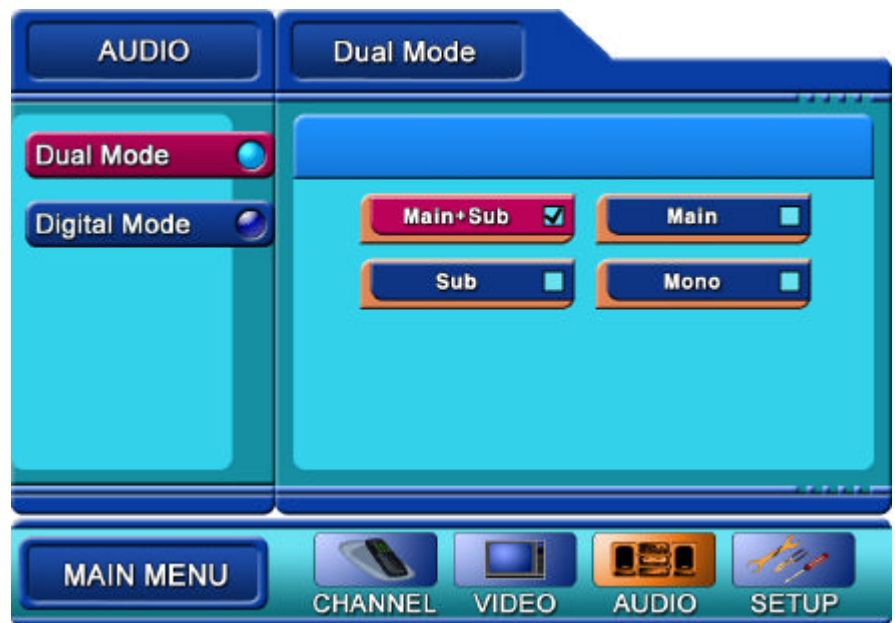 AUDIO
Dual Mode
Dual Mode
Digital Mode
Main+Sub
Main
Sub
Mono
MAIN MENU
CHANNEL
VIDEO
AUDIO
SETUP